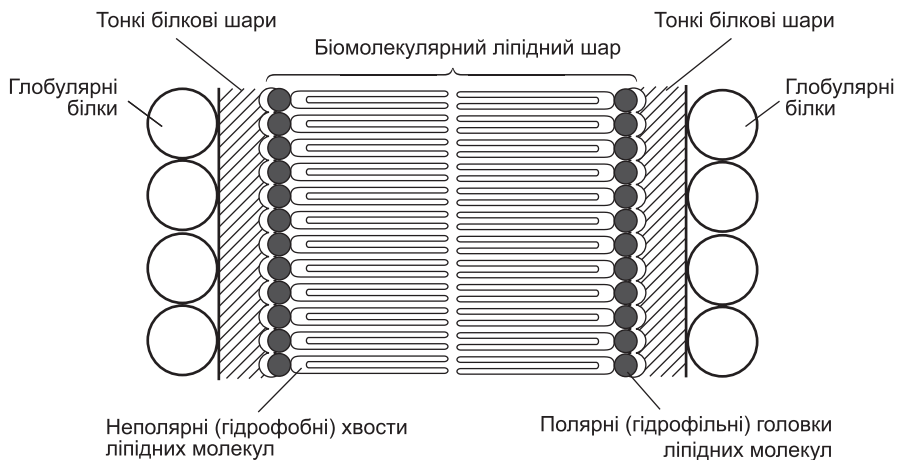 Тонкі білкові шари
Тонкі білкові шари
Біомолекулярний ліпідний шар
Глобулярні
білки
Глобулярні
білки
Неполярні (гідрофобні) хвости
ліпідних молекул
Полярні (гідрофільні) головки
ліпідних молекул